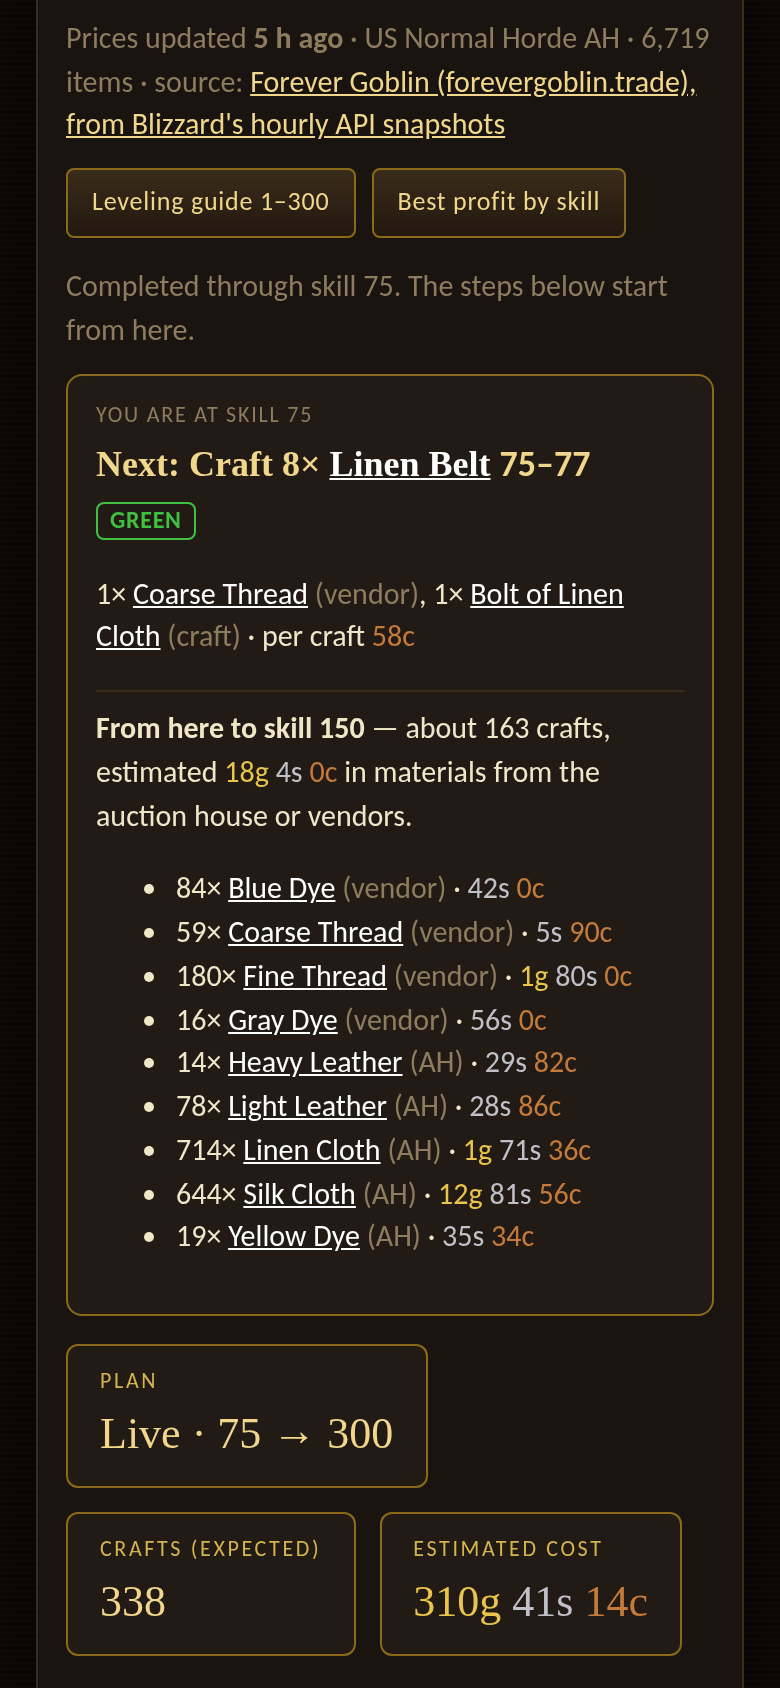 Prices updated 5 h ago · US Normal Horde AH · 6,719
items · source: Forever Goblin (forevergoblin.trade),
from Blizzard's hourly API snapshots
Leveling guide 1–300
Best profit by skill
Completed through skill 75. The steps below start
from here.
YOU ARE AT SKILL 75
Next: Craft 8× Linen Belt 75–77
GREEN
1× Coarse Thread (vendor), 1× Bolt of Linen
Cloth (craft) · per craft 58c
From here to skill 150 — about 163 crafts,
estimated 18g 4s 0c in materials from the
auction house or vendors.
• 84× Blue Dye (vendor) · 42s 0c
• 59× Coarse Thread (vendor) · 5s 90c
• 180× Fine Thread (vendor) · 1g 80s 0c
• 16× Gray Dye (vendor) · 56s 0c
• 14× Heavy Leather (AH) · 29s 82c
• 78× Light Leather (AH) · 28s 86c
• 714× Linen Cloth (AH) · 1g 71s 36c
• 644× Silk Cloth (AH) · 12g 81s 56c
• 19× Yellow Dye (AH) · 35s 34c
PLAN
Live · 75 → 300
CRAFTS (EXPECTED)
338
ESTIMATED COST
310g 41s 14c